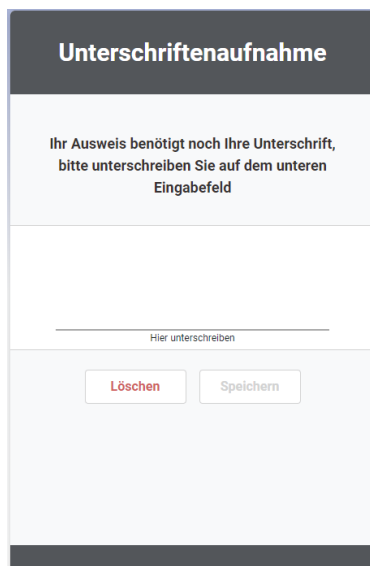 Unterschriftenaufnahme
Ihr Ausweis benötigt noch Ihre Unterschrift,
bitte unterschreiben Sie auf dem unteren
Eingabefeld
Hier unterschreiben
Löschen Speichern